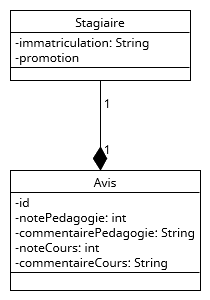 Stagiaire
-immatriculation: String
-promotion
1
1
Avis
-id
-notePedagogie: int
-commentairePedagogie: String
-noteCours: int
-commentaireCours: String